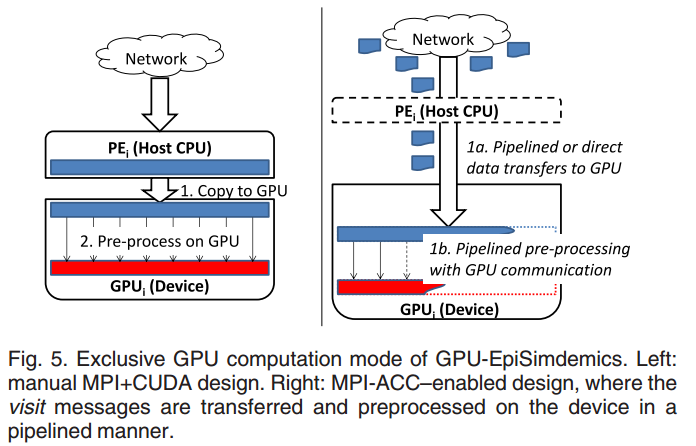 Network
PEi (Host CPU)
1. Copy to GPU
2. Pre-process on GPU
GPUi (Device)
Network
PEi (Host CPU)
1a. Pipelined or direct
data transfers to GPU
1b. Pipelined pre-processing
with GPU communication
GPUi (Device)
Fig. 5. Exclusive GPU computation mode of GPU-EpiSimdemics. Left:
manual MPI+CUDA design. Right: MPI-ACC–enabled design, where the
visit messages are transferred and preprocessed on the device in a
pipelined manner.